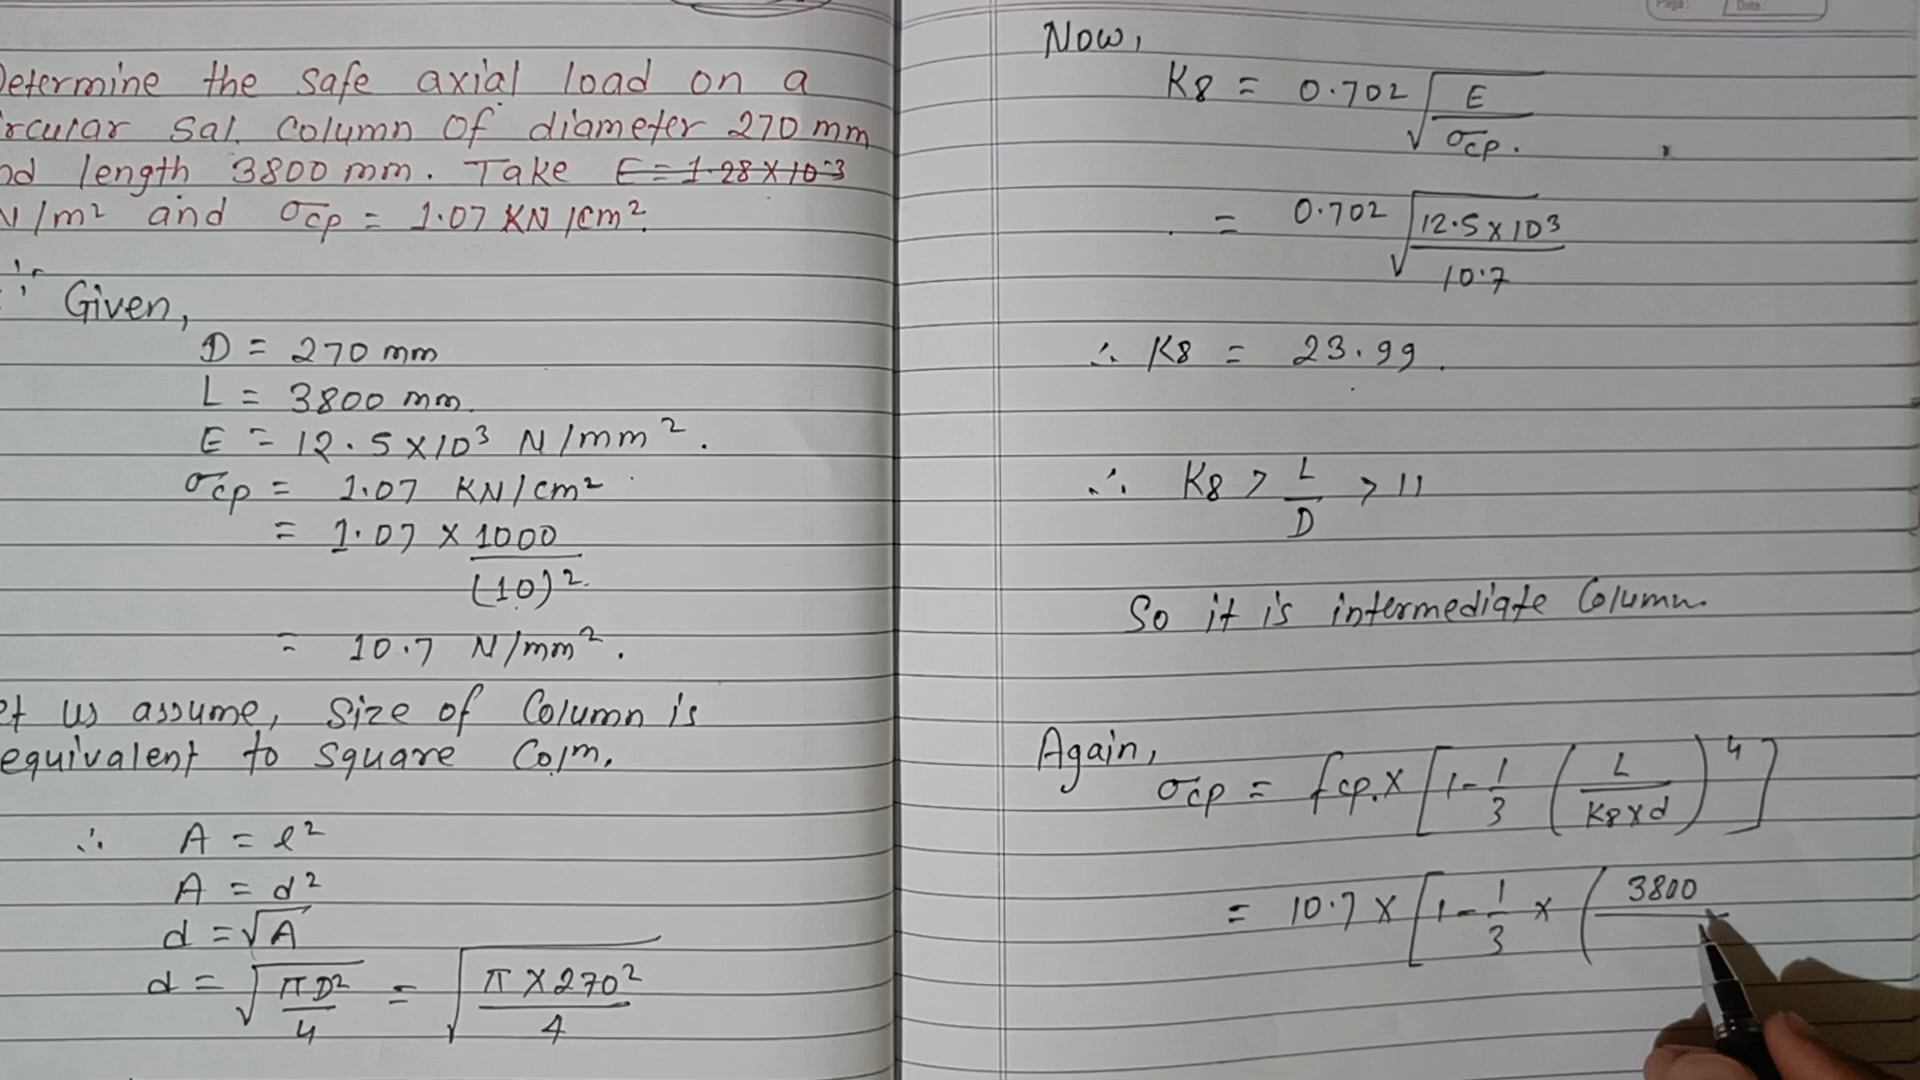 Determine the safe axial load on a
circular sal. column of diameter 270 mm
and length 3800 mm. Take E = 1.28 × 10^-3
N/m² and σcp = 1.07 KN/cm².
Given,
D = 270 mm
L = 3800 mm.
E = 12.5 × 10³ N/mm².
σcp = 1.07 KN/cm²
= 1.07 × 1000/(10)².
= 10.7 N/mm².
et us assume, size of Column is
equivalent to square Colm.
∴ A = l²
A = d²
d = √A
d = √(πD²/4) = √(π×270²/4)
Page: Date:
Now,
K8 = 0.702 √(E/σcp.)
= 0.702 √(12.5×10³/10.7)
∴ K8 = 23.99.
∴ K8 > L/D > 11
So it is intermediate Column.
Again,
σcp = fcp. × [1 - 1/3 (L/K8×d)⁴]
= 10.7 × [1 - 1/3 × (3800